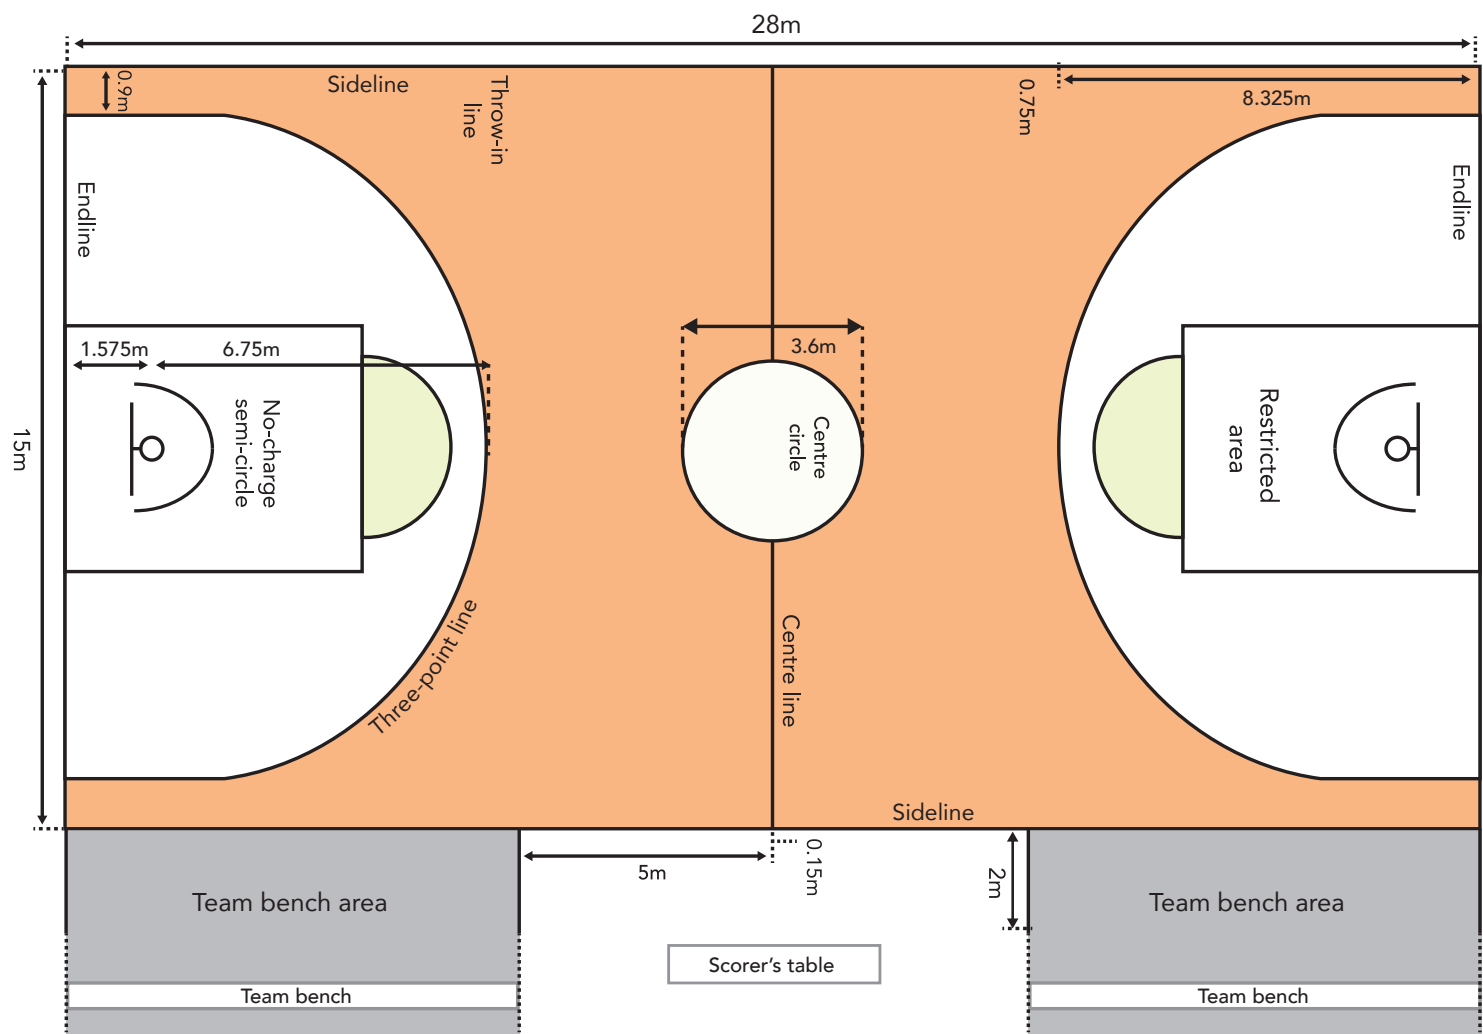 28m
0.9m
Sideline
Throw-in
line
0.75m
8.325m
Endline
Endline
1.575m
6.75m
3.6m
15m
No-charge
semi-circle
Centre
circle
Restricted
area
Three-point line
Centre line
Sideline
5m
0.15m
2m
Team bench area
Team bench area
Scorer's table
Team bench
Team bench